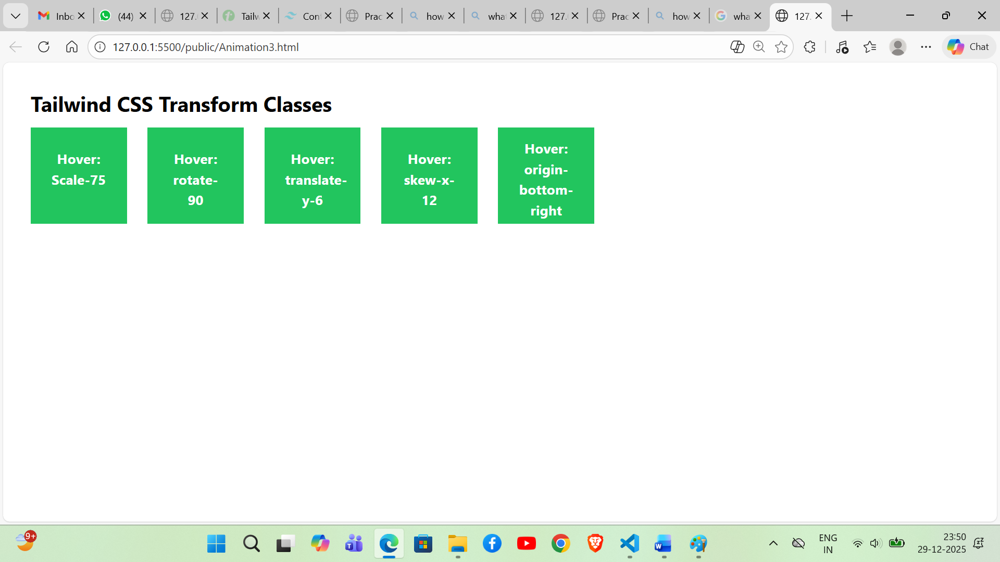 Inbo
(44)
127.
Tailw
Con
Prac
how
wha
127.
Prac
how
wha
127.
127.0.0.1:5500/public/Animation3.html
Chat
Tailwind CSS Transform Classes
Hover:
Scale-75
Hover:
rotate-
90
Hover:
translate-
y-6
Hover:
skew-x-
12
Hover:
origin-
bottom-
right
9+
ENG
IN
23:50
29-12-2025